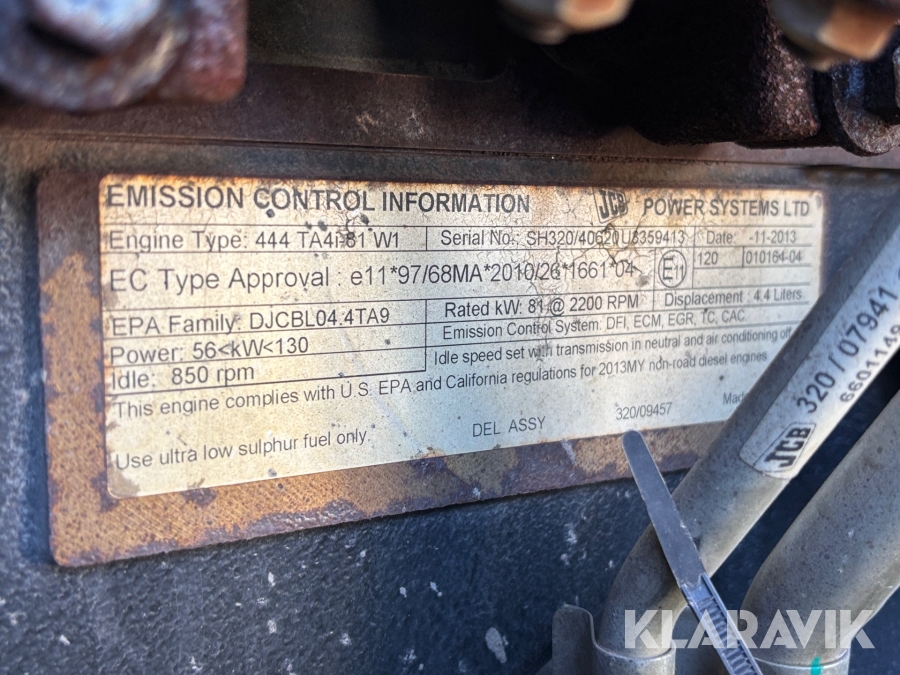 EMISSION CONTROL INFORMATION JCB POWER SYSTEMS LTD
Engine Type: 444 TA4i-81 W1 Serial No.: SH320/40620U8359413 Date: -11-2013
EC Type Approval : e11*97/68MA*2010/26*1661*04 E11 120 010164-04
EPA Family: DJCBL04.4TA9 Rated kW: 81 @ 2200 RPM Displacement : 4.4 Liters
Power: 56<kW<130 Emission Control System: DFI, ECM, EGR, TC, CAC
Idle: 850 rpm Idle speed set with transmission in neutral and air conditioning off
This engine complies with U.S. EPA and California regulations for 2013MY non-road diesel engines
Use ultra low sulphur fuel only. DEL ASSY 320/09457
JCB 320/07941
6601149
KLARAVIK